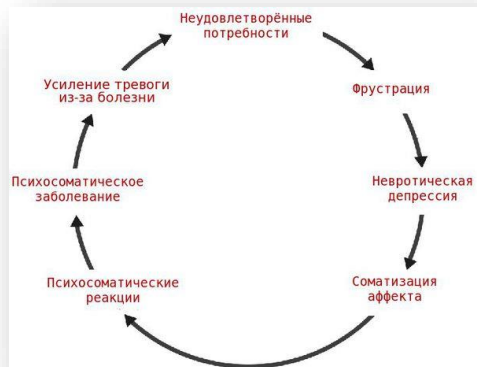 Неудовлетворённые
потребности
Фрустрация
Невротическая
депрессия
Соматизация
аффекта
Психосоматические
реакции
Психосоматическое
заболевание
Усиление тревоги
из-за болезни